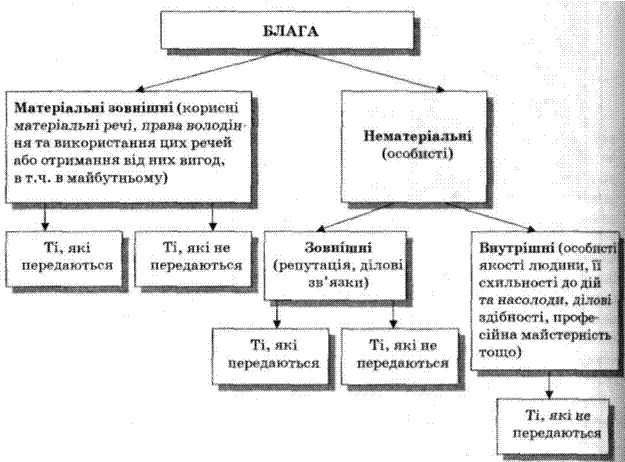 БЛАГА
Матеріальні зовнішні (корисні
матеріальні речі, права володін-
ня та використання цих речей
або отримання від них вигод,
в т.ч. в майбутньому)
Нематеріальні
(особисті)
Ті, які
передаються
Ті, які не
передаються
Зовнішні
(репутація, ділові
зв’язки)
Внутрішні (особисті
якості людини, її
схильності до дій
та насолоди, ділові
здібності, профе-
сійна майстерність
тощо)
Ті, які
передаються
Ті, які не
передаються
Ті, які не
передаються